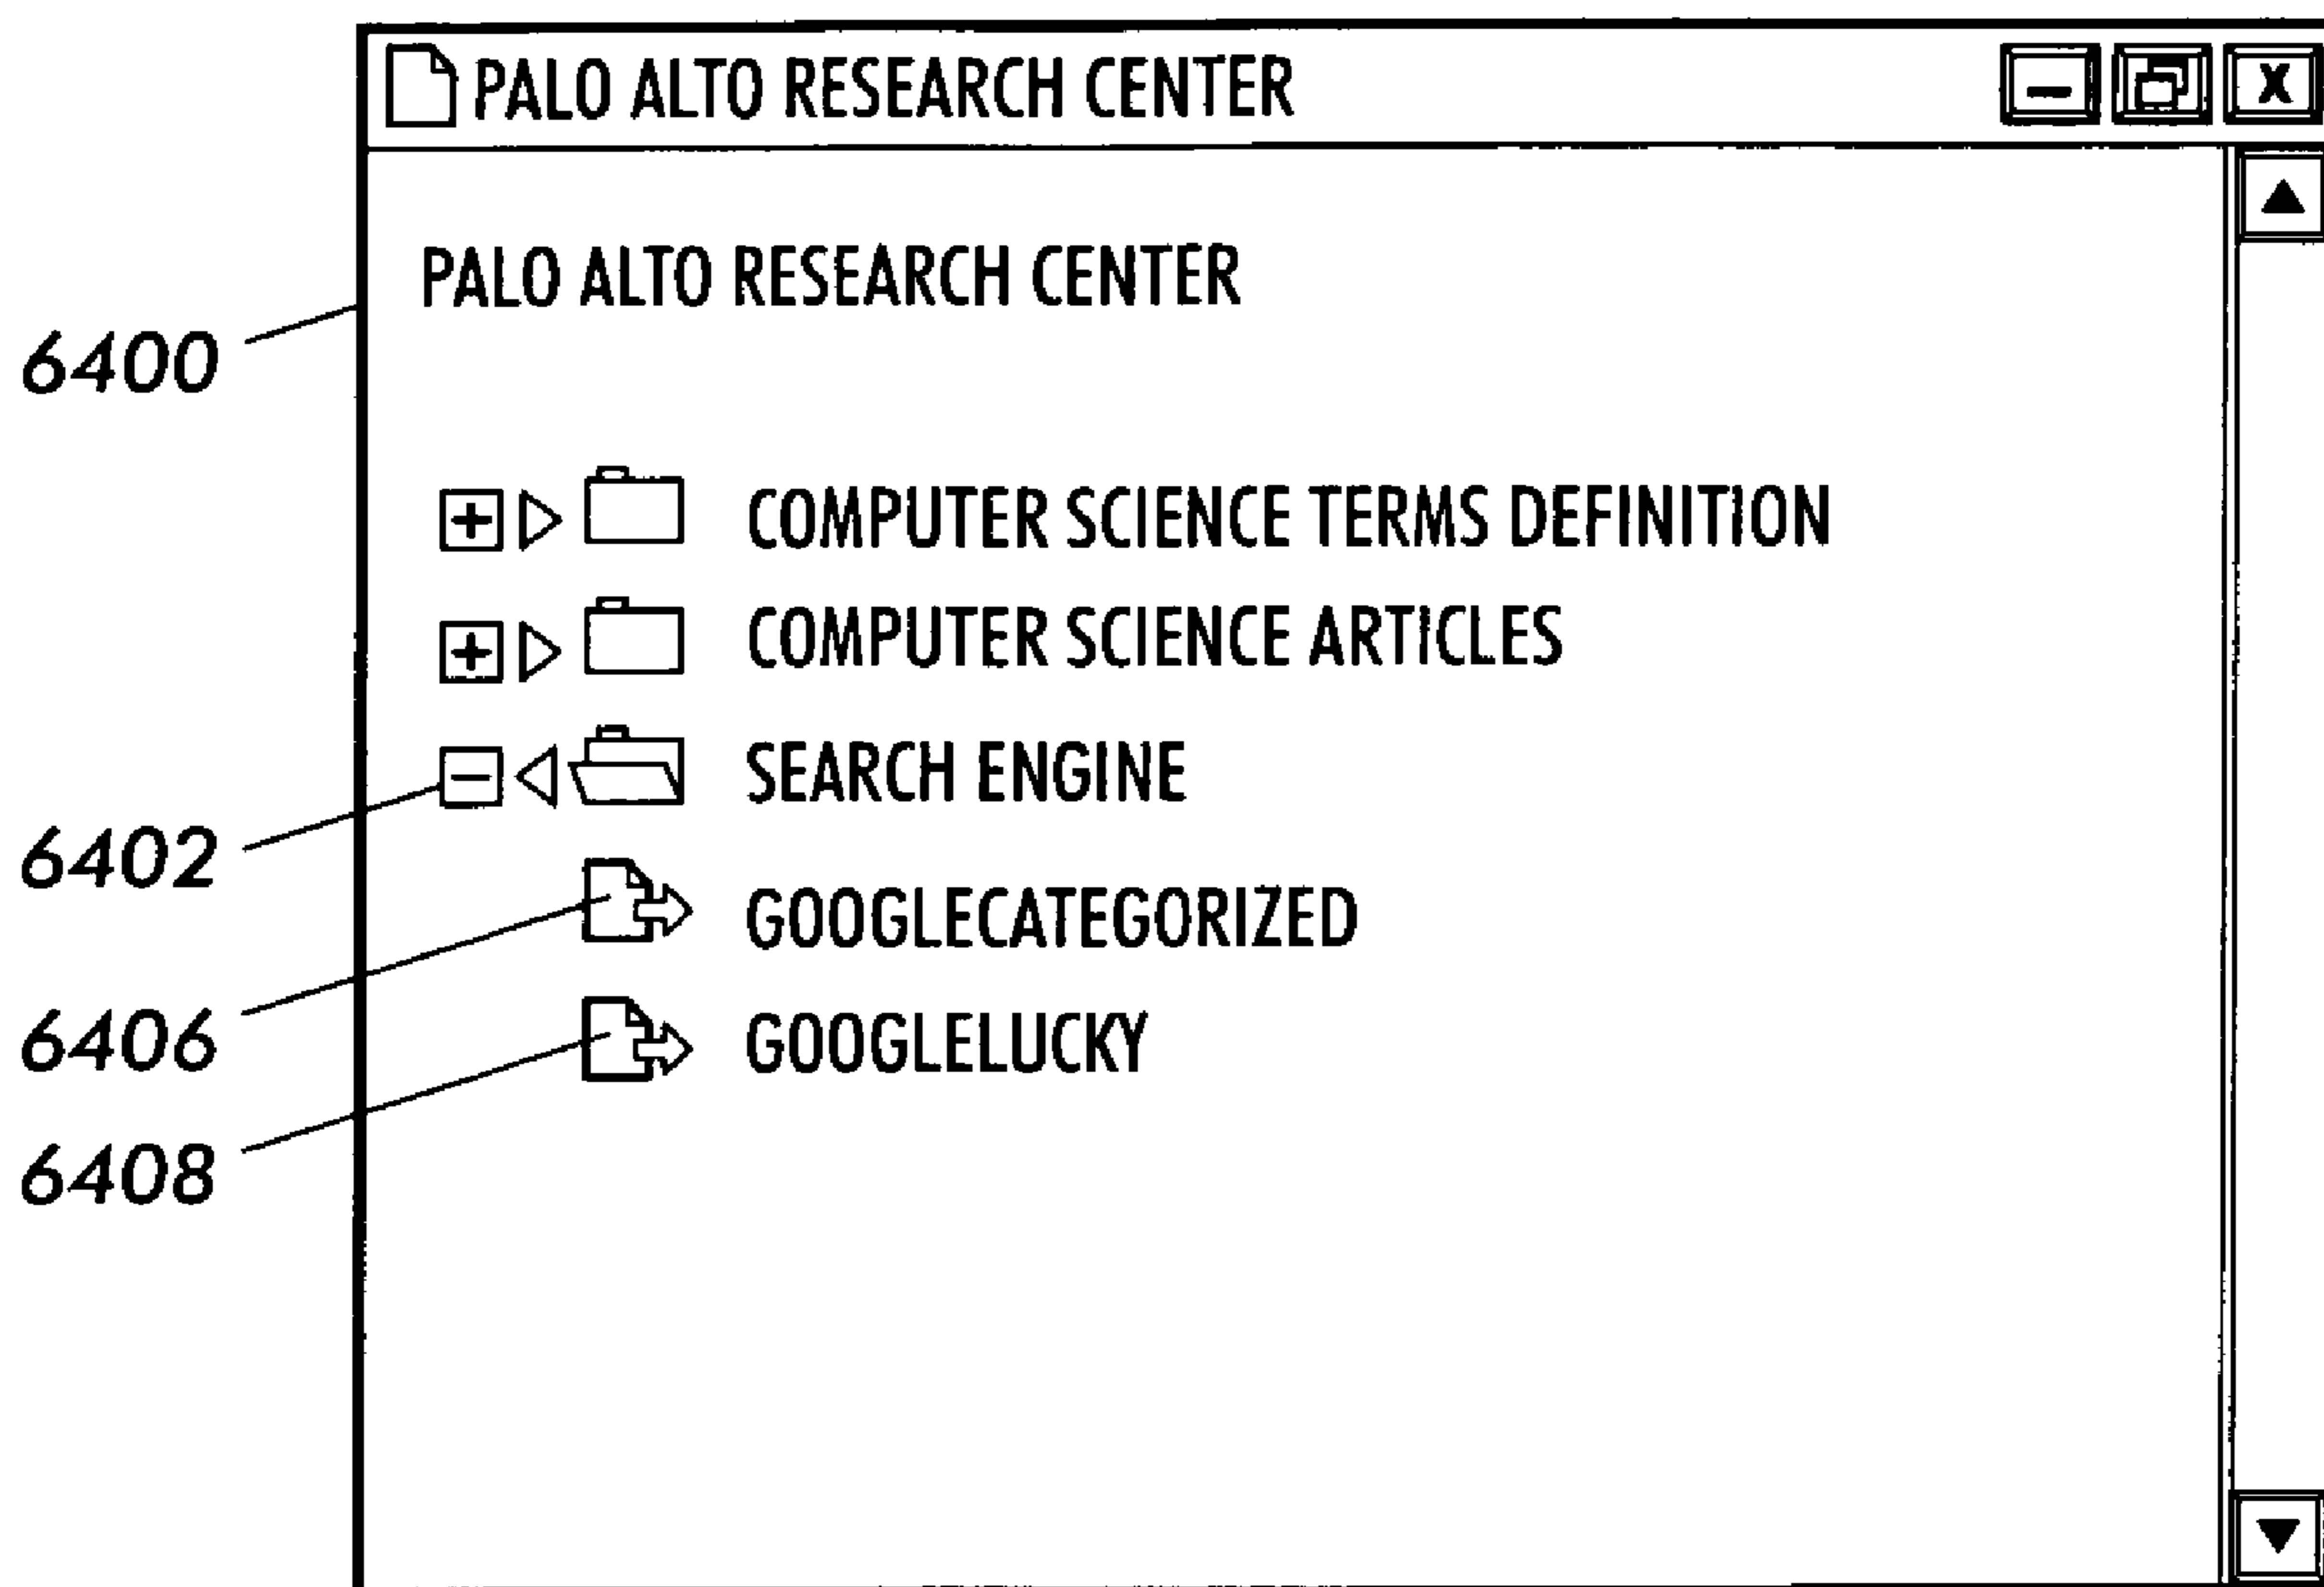 PALO ALTO RESEARCH CENTER X
PALO ALTO RESEARCH CENTER
6400
COMPUTER SCIENCE TERMS DEFINITION
COMPUTER SCIENCE ARTICLES
SEARCH ENGINE
6402
GOOGLECATEGORIZED
6406
GOOGLELUCKY
6408